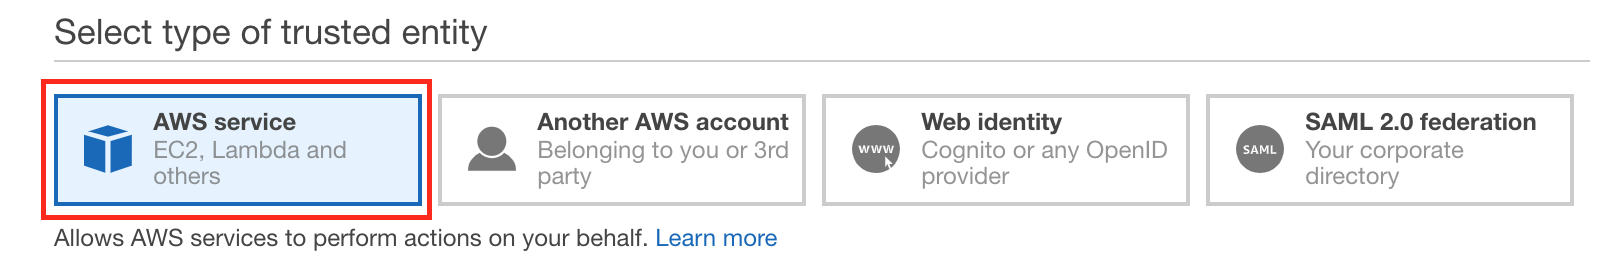 Select type of trusted entity
AWS service
EC2, Lambda and
others
Another AWS account
Belonging to you or 3rd
party
www
Web identity
Cognito or any OpenID
provider
SAML
SAML 2.0 federation
Your corporate
directory
Allows AWS services to perform actions on your behalf. Learn more